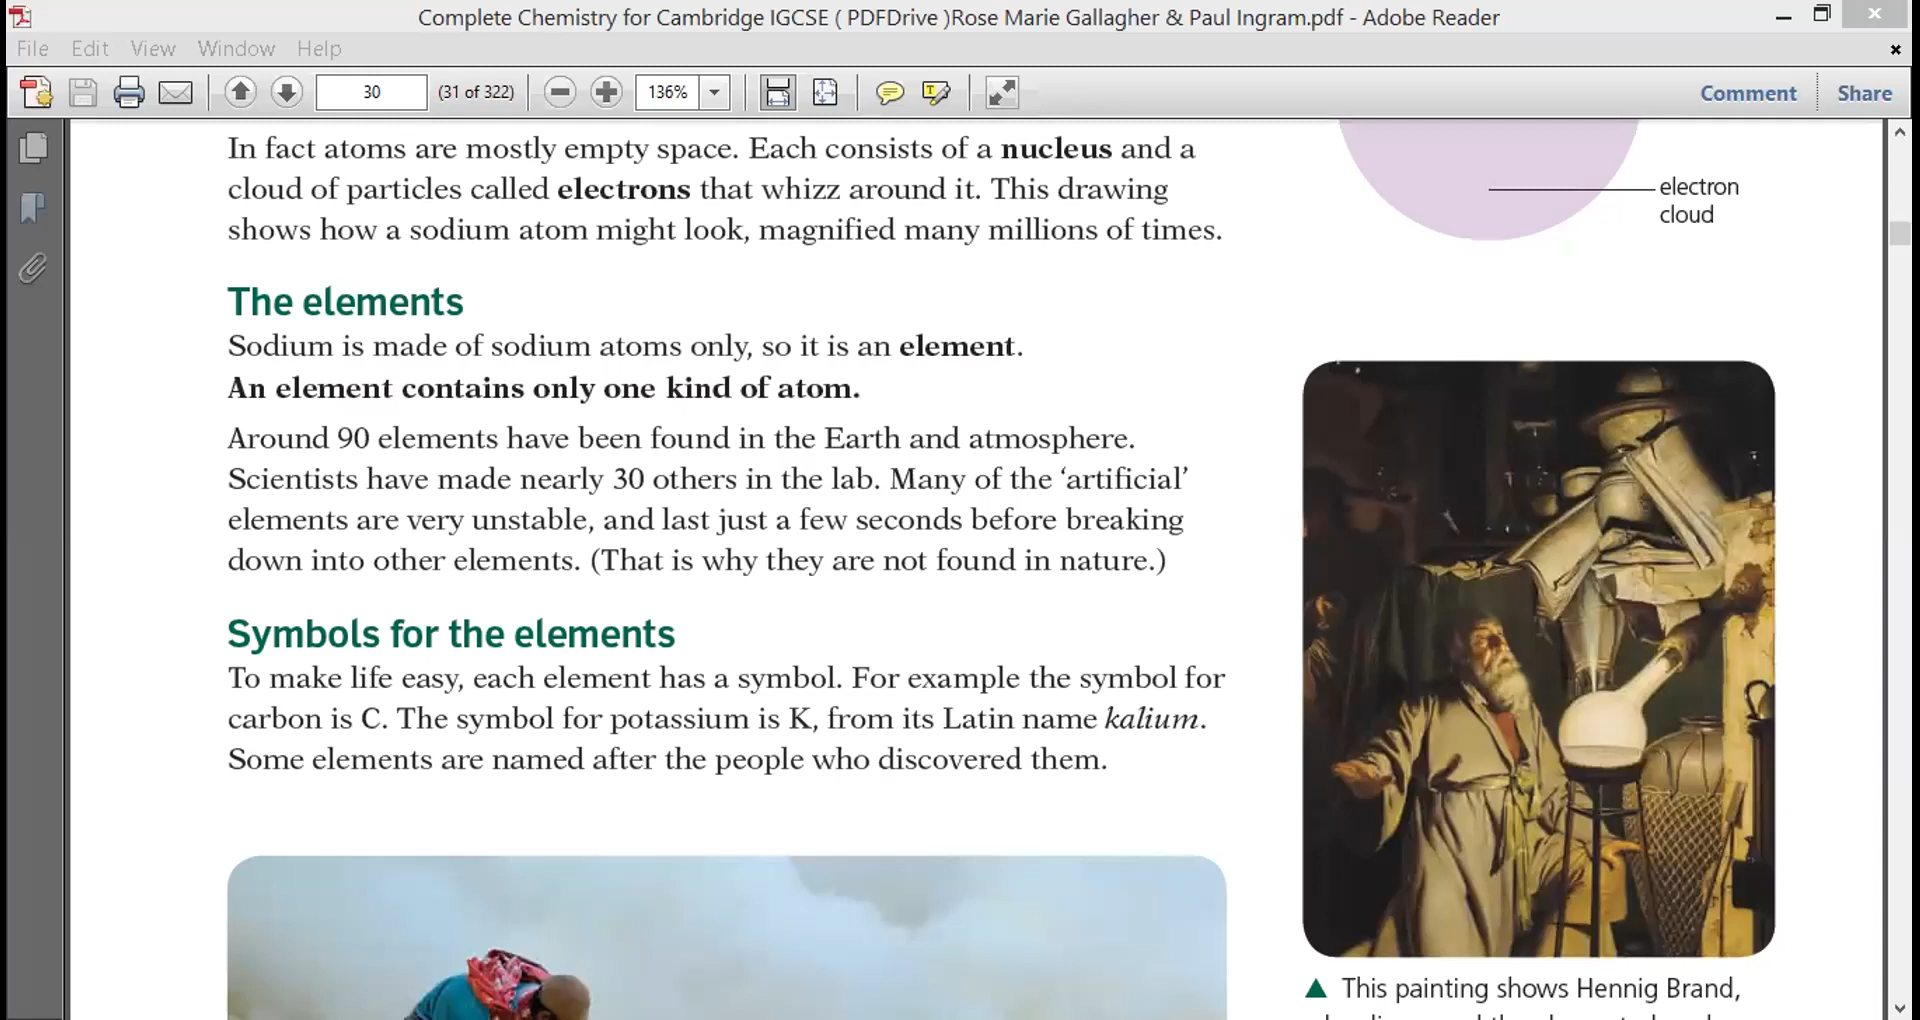 Complete Chemistry for Cambridge IGCSE ( PDFDrive )Rose Marie Gallagher & Paul Ingram.pdf - Adobe Reader
File Edit View Window Help
30 (31 of 322) 136% Comment Share
In fact atoms are mostly empty space. Each consists of a nucleus and a
cloud of particles called electrons that whizz around it. This drawing
shows how a sodium atom might look, magnified many millions of times.
electron
cloud
The elements
Sodium is made of sodium atoms only, so it is an element.
An element contains only one kind of atom.
Around 90 elements have been found in the Earth and atmosphere.
Scientists have made nearly 30 others in the lab. Many of the ‘artificial’
elements are very unstable, and last just a few seconds before breaking
down into other elements. (That is why they are not found in nature.)
Symbols for the elements
To make life easy, each element has a symbol. For example the symbol for
carbon is C. The symbol for potassium is K, from its Latin name kalium.
Some elements are named after the people who discovered them.
This painting shows Hennig Brand,